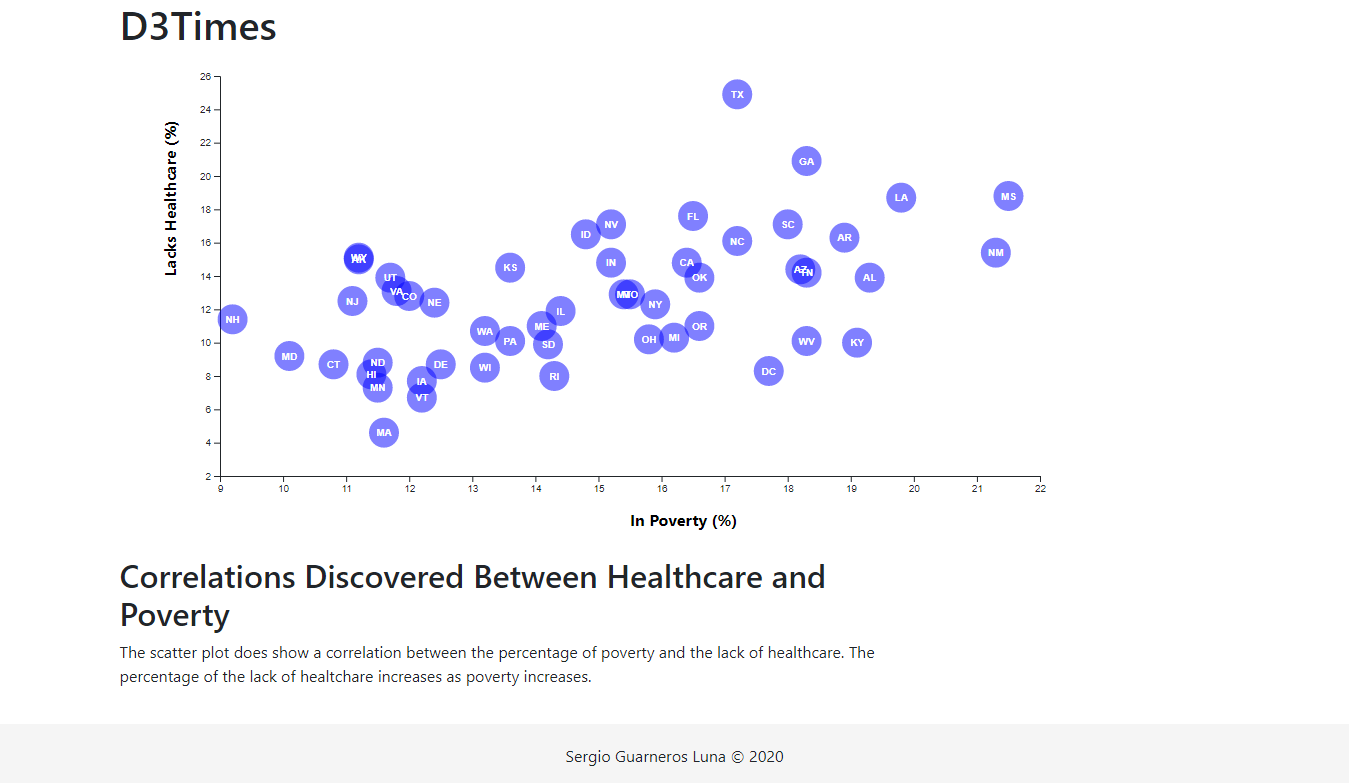 D3Times
26
24
22
20
18
16
14
12
10
8
6
4
2
Lacks Healthcare (%)
TX
GA
LA
MS
FL
NV
SC
ID
NC
AR
NM
WY
AK
KS
IN
CA
AZ
TN
UT
OK
AL
VA
CO
NE
NJ
MO
NY
IL
NH
ME
OR
WA
PA
SD
OH
MI
WV
KY
MD
CT
ND
DE
WI
HI
MN
IA
RI
DC
VT
MA
9
10
11
12
13
14
15
16
17
18
19
20
21
22
In Poverty (%)
Correlations Discovered Between Healthcare and
Poverty
The scatter plot does show a correlation between the percentage of poverty and the lack of healthcare. The
percentage of the lack of healtchare increases as poverty increases.
Sergio Guarneros Luna © 2020